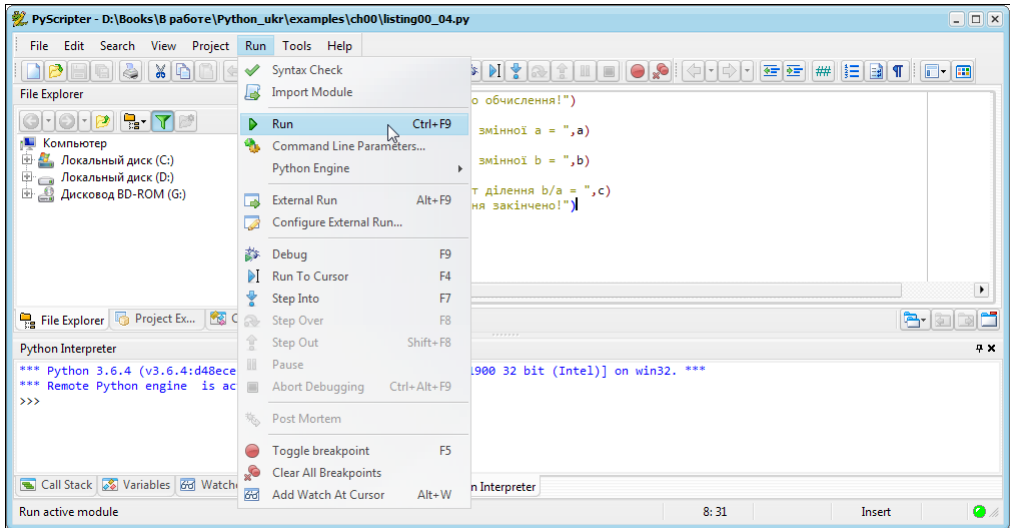 PyScripter - D:\Books\В работе\Python_ukr\examples\ch00\listing00_04.py
File Edit Search View Project Run Tools Help
File Explorer
Компьютер
Локальный диск (C:)
Локальный диск (D:)
Дисковод BD-ROM (G:)
Syntax Check
Import Module
Run Ctrl+F9
Command Line Parameters...
Python Engine
External Run Alt+F9
Configure External Run...
Debug F9
Run To Cursor F4
Step Into F7
Step Over F8
Step Out Shift+F8
Pause
Abort Debugging Ctrl+Alt+F9
Post Mortem
Toggle breakpoint F5
Clear All Breakpoints
Add Watch At Cursor Alt+W
о обчислення!")
змінної a = ",a)
змінної b = ",b)
т ділення b/a = ",c)
ня закінчено!")
File Explorer Project Ex...
Python Interpreter
*** Python 3.6.4 (v3.6.4:d48ece 1900 32 bit (Intel)] on win32. ***
*** Remote Python engine is ac
>>>
Call Stack Variables Watche n Interpreter
Run active module 8: 31 Insert